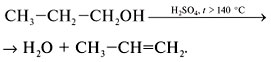 CH₃—CH₂—CH₂OH H₂SO₄, t > 140 °C →
→ H₂O + CH₃—CH=CH₂.